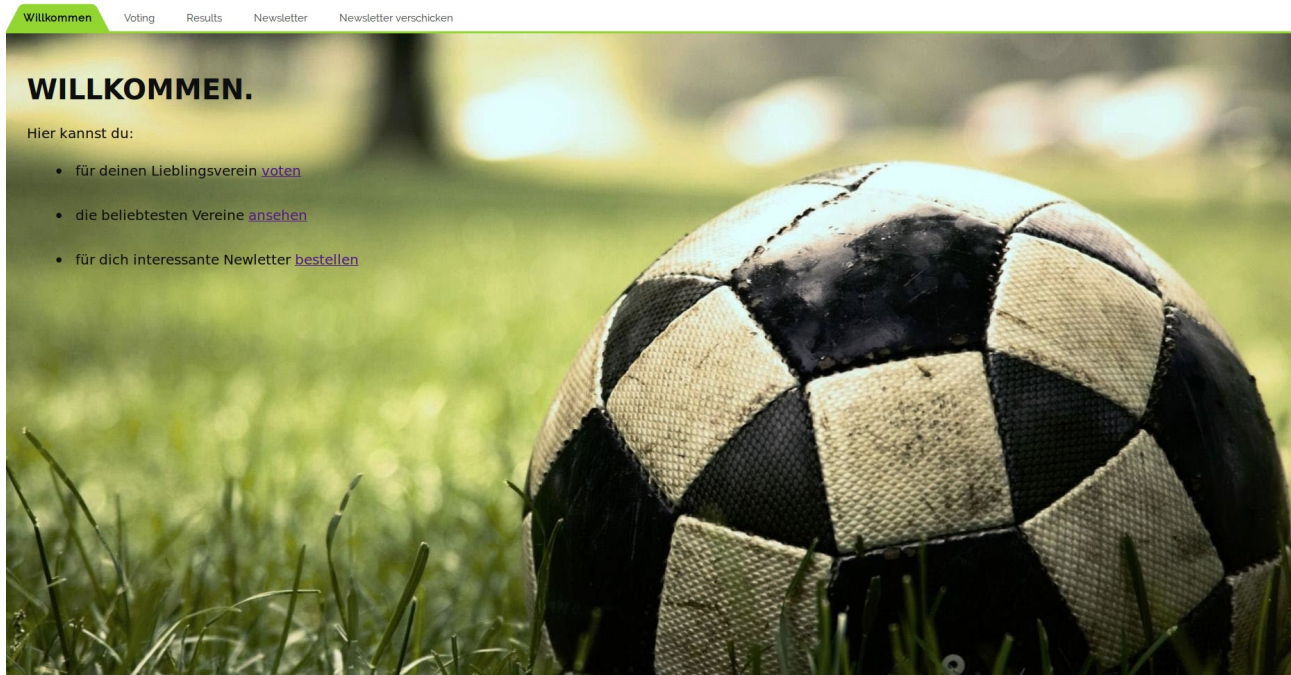 Willkommen Voting Results Newsletter Newsletter verschicken
WILLKOMMEN.
Hier kannst du:
• für deinen Lieblingsverein voten
• die beliebtesten Vereine ansehen
• für dich interessante Newletter bestellen